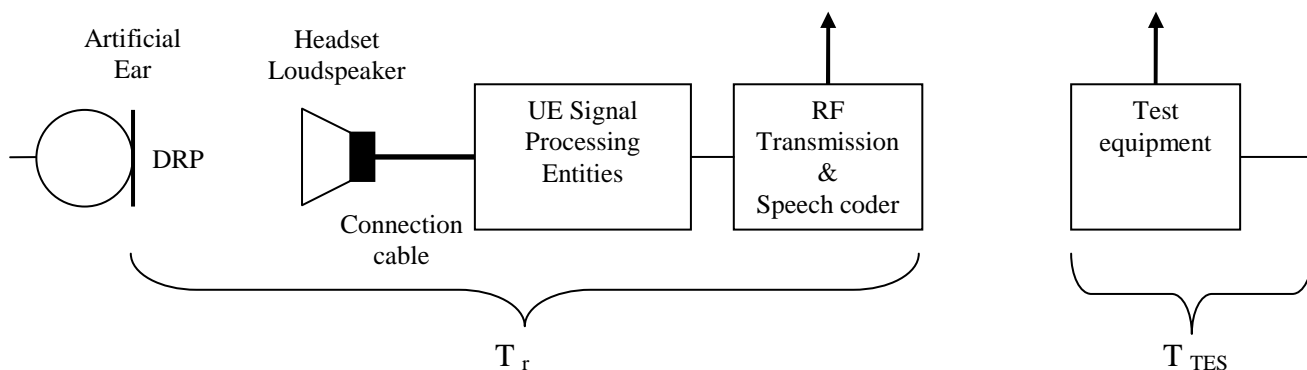 Artificial
Ear
DRP
Headset
Loudspeaker
Connection
cable
UE Signal
Processing
Entities
RF
Transmission
&
Speech coder
Test
equipment
T r
T TES